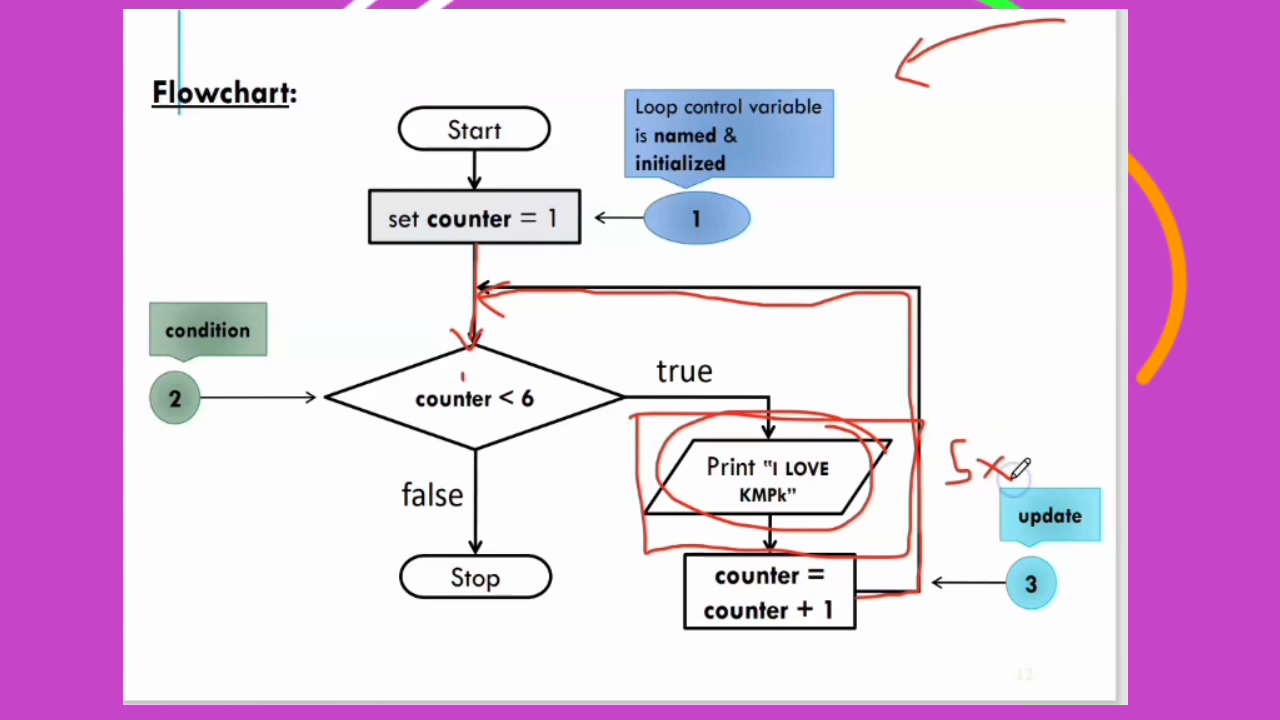 Flowchart:
Start
Loop control variable
is named &
initialized
set counter = 1
1
condition
2
counter < 6
true
false
Print "I LOVE
KMPk"
5x
update
Stop
counter =
counter + 1
3
12